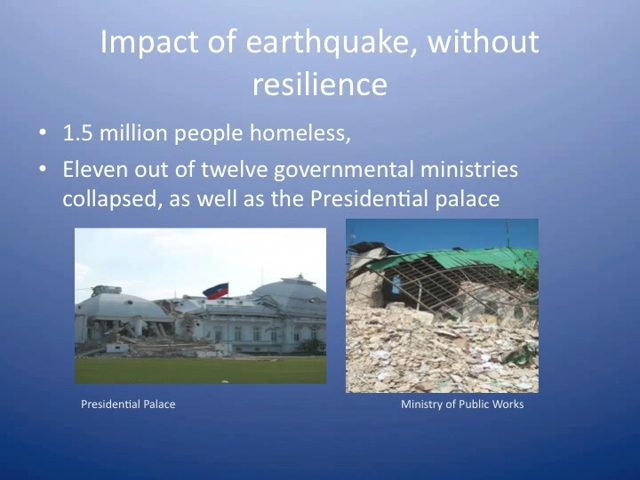 Impact of earthquake, without
resilience
• 1.5 million people homeless,
• Eleven out of twelve governmental ministries
collapsed, as well as the Presidential palace
Presidential Palace
Ministry of Public Works